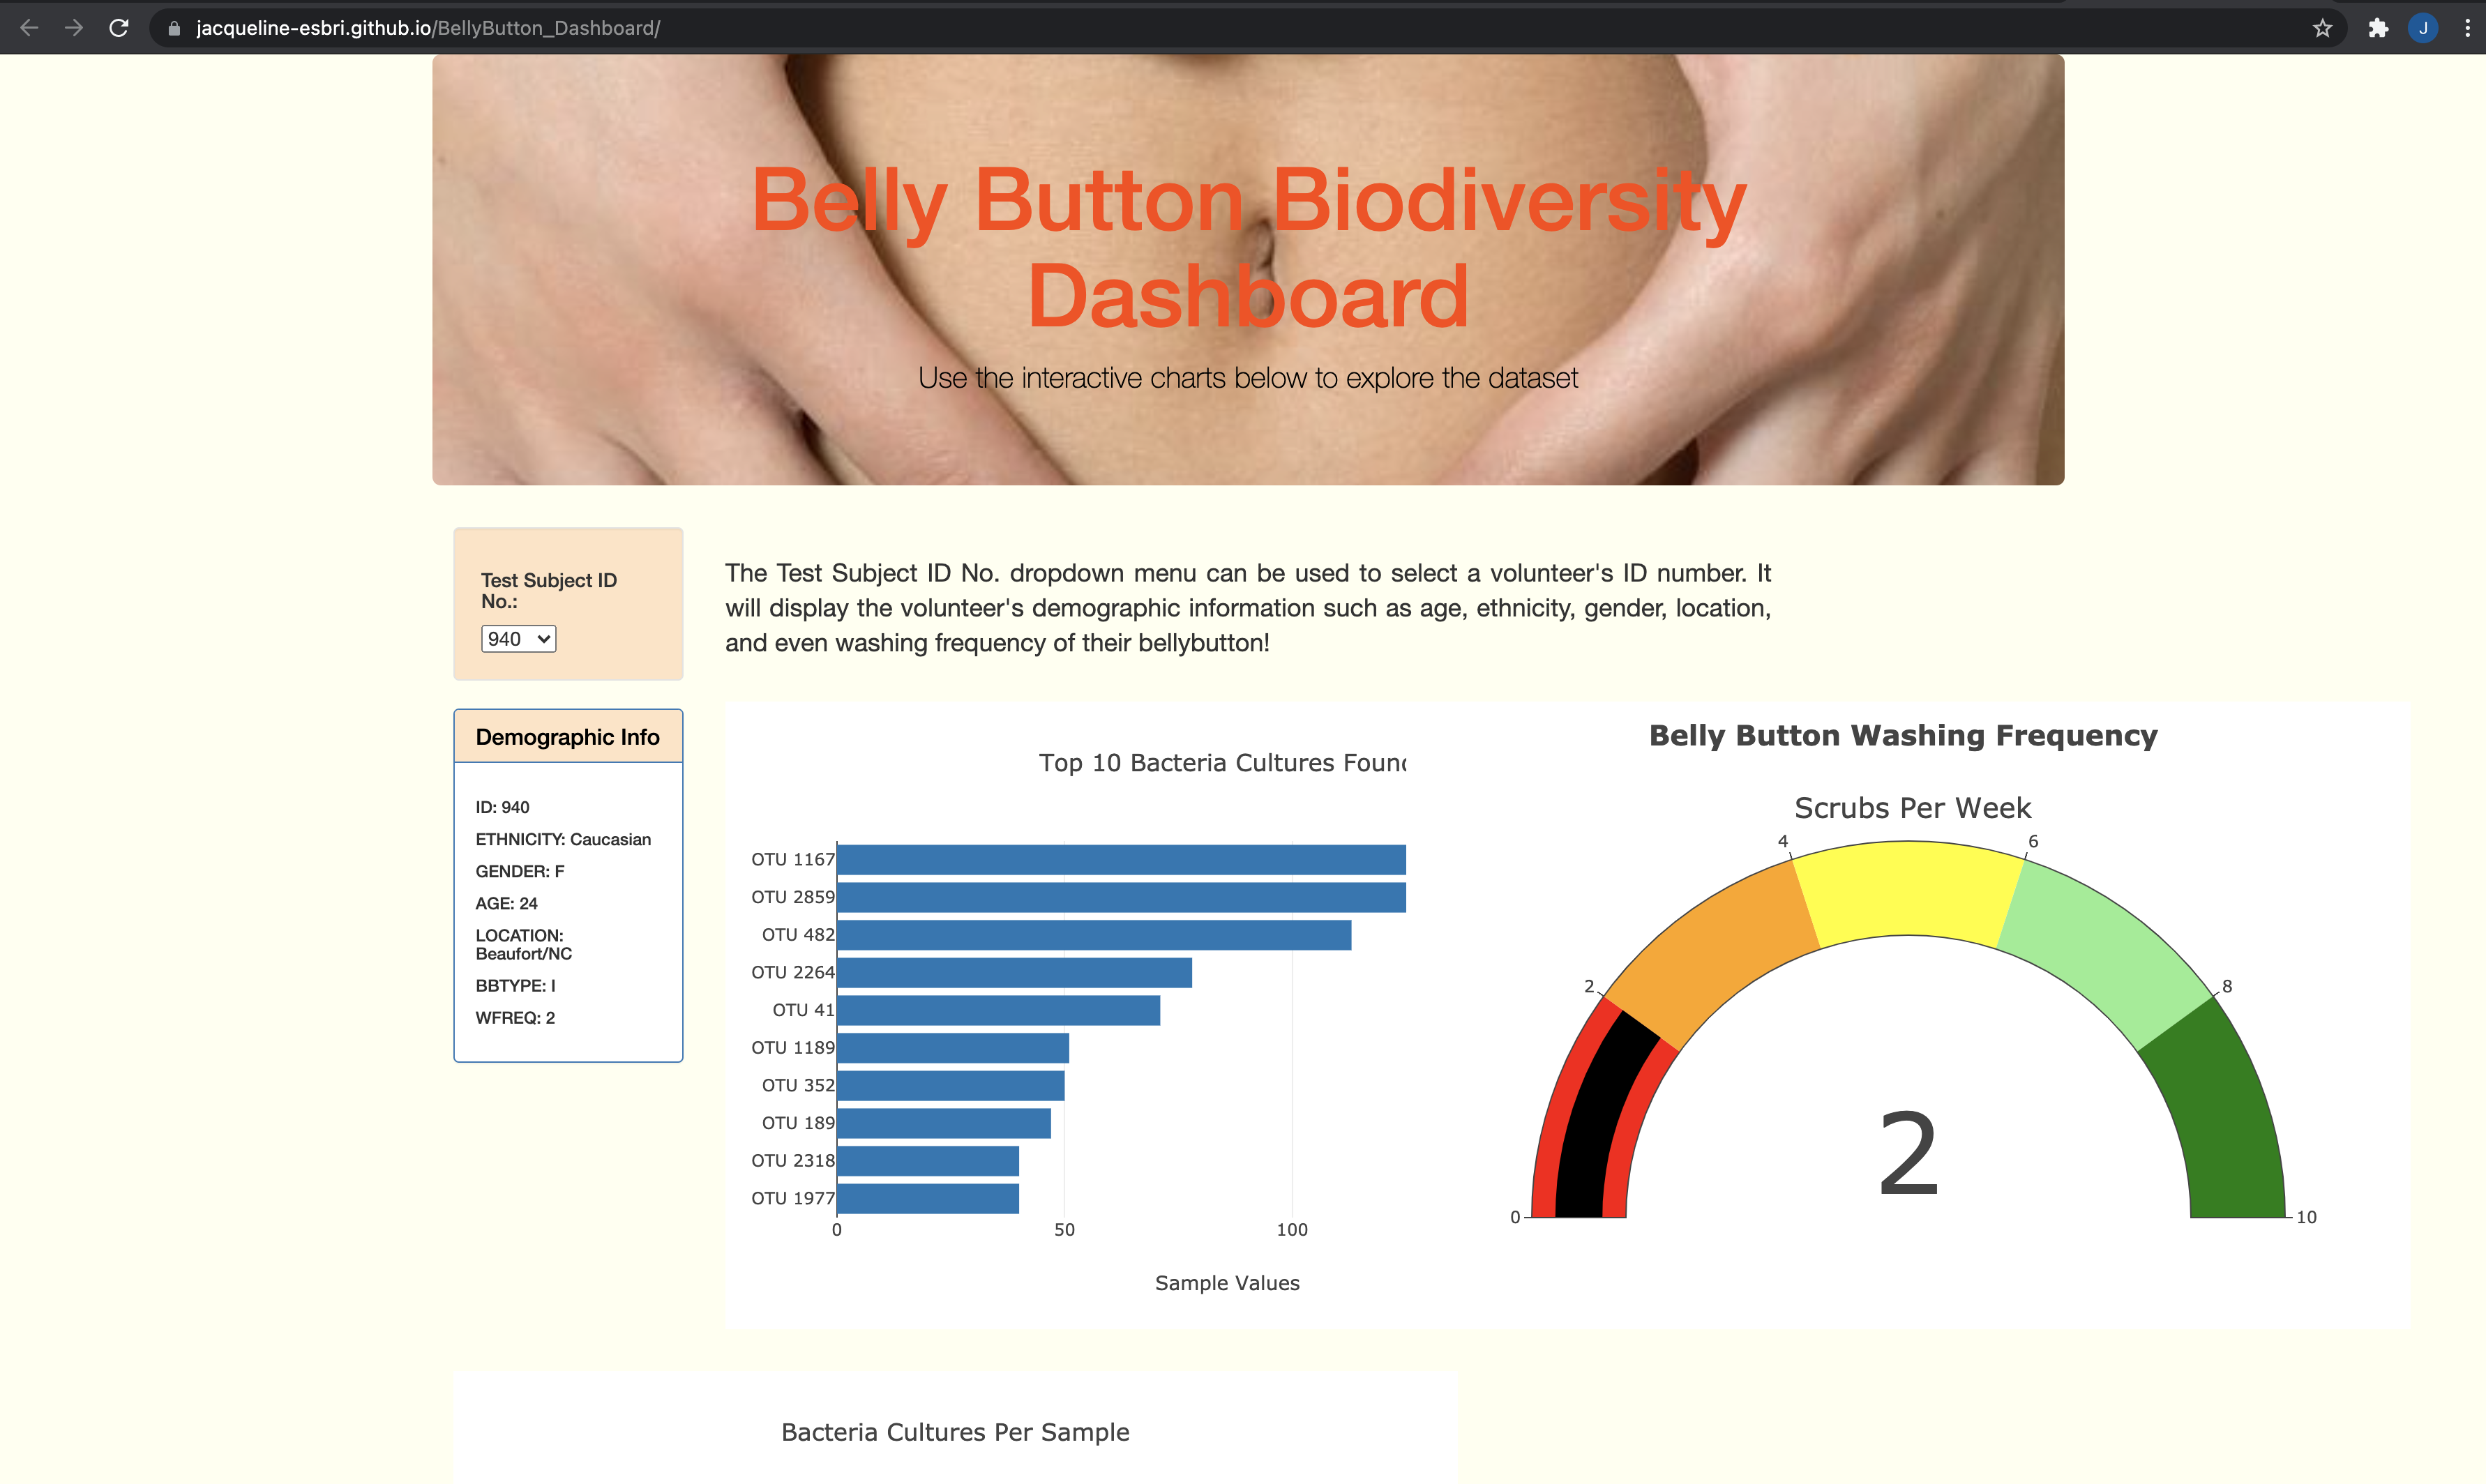 jacqueline-esbri.github.io/BellyButton_Dashboard/
J
Belly Button Biodiversity
Dashboard
Use the interactive charts below to explore the dataset
Test Subject ID
No.:
940
The Test Subject ID No. dropdown menu can be used to select a volunteer's ID number. It
will display the volunteer's demographic information such as age, ethnicity, gender, location,
and even washing frequency of their bellybutton!
Demographic Info
ID: 940
ETHNICITY: Caucasian
GENDER: F
AGE: 24
LOCATION:
Beaufort/NC
BBTYPE: I
WFREQ: 2
Top 10 Bacteria Cultures Found
OTU 1167
OTU 2859
OTU 482
OTU 2264
OTU 41
OTU 1189
OTU 352
OTU 189
OTU 2318
OTU 1977
0 50 100
Sample Values
Belly Button Washing Frequency
Scrubs Per Week
4 6
2 8
2
0 10
Bacteria Cultures Per Sample